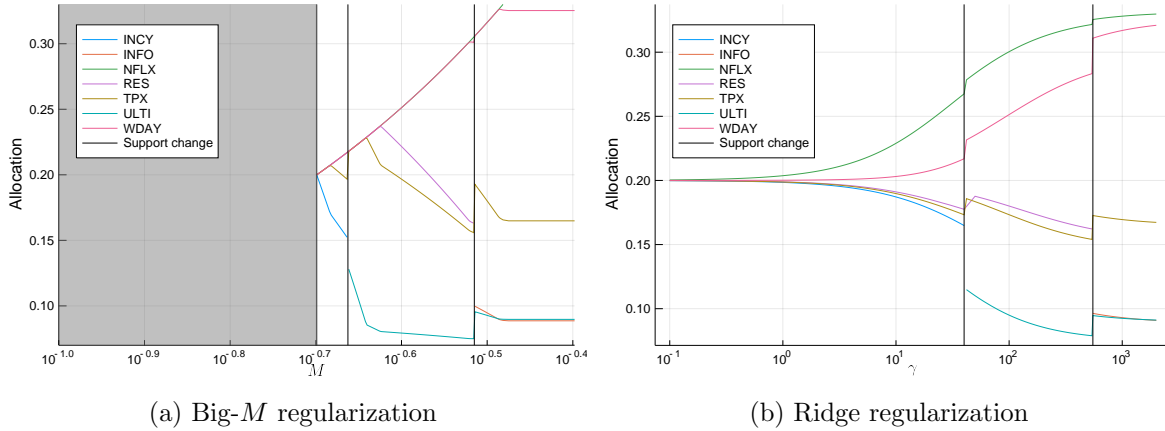 0.30
0.25
0.20
0.15
0.10
Allocation
INCY
INFO
NFLX
RES
TPX
ULTI
WDAY
Support change
10^-1.0 10^-0.9 10^-0.8 10^-0.7 10^-0.6 10^-0.5 10^-0.4
M
(a) Big-M regularization
0.30
0.25
0.20
0.15
0.10
Allocation
INCY
INFO
NFLX
RES
TPX
ULTI
WDAY
Support change
10^-1 10^0 10^1 10^2 10^3
γ
(b) Ridge regularization